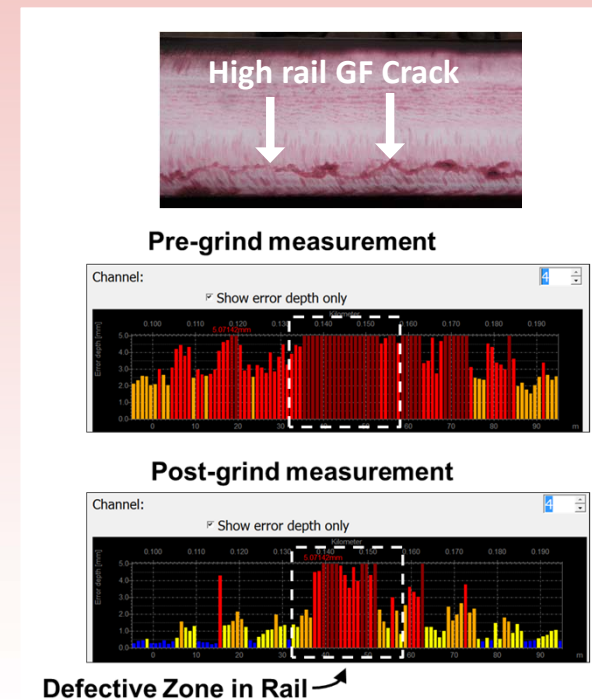 High rail GF Crack
Pre-grind measurement
Channel:
4
Show error depth only
Kilometer
0.100 0.120 0.130 0.140 0.150 0.160 0.170 0.180 0.190
5.07142mm
Error depth [mm]
5.0
4.0
3.0
2.0
1.0
0.0
0 10 20 30 40 50 60 70 80 90 m
Post-grind measurement
Channel:
4
Show error depth only
Kilometer
0.100 0.110 0.120 0.130 0.140 0.150 0.160 0.170 0.180 0.190
5.07142mm
Error depth [mm]
5.0
4.0
3.0
2.0
1.0
0.0
0 10 20 30 40 50 60 70 80 90 m
Defective Zone in Rail